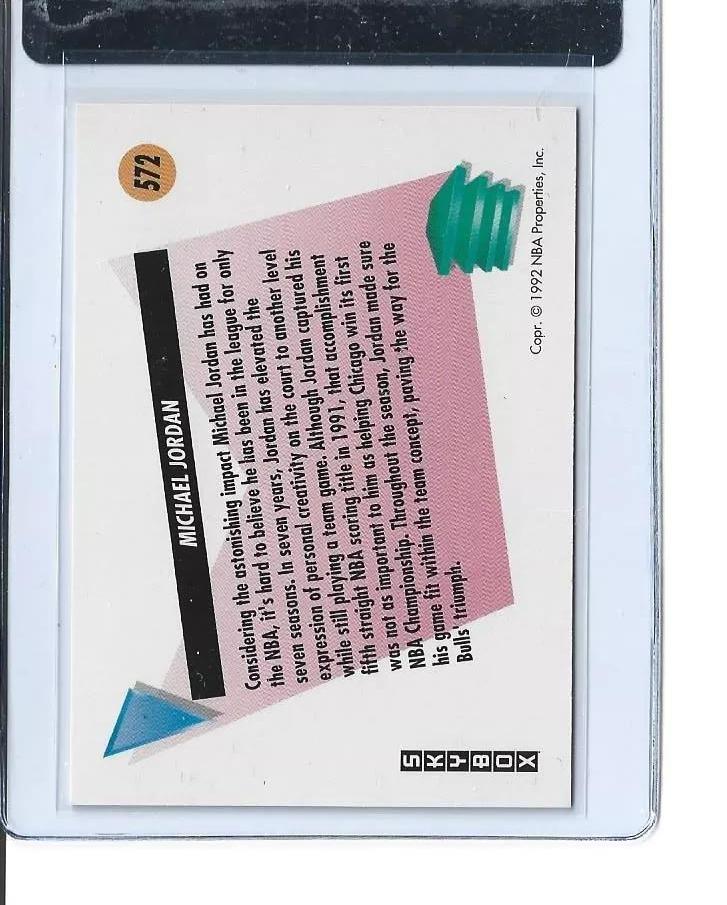 572
MICHAEL JORDAN
Considering the astonishing impact Michael Jordan has had on
the NBA, it's hard to believe he has been in the league for only
seven seasons. In seven years, Jordan has elevated the
expression of personal creativity on the court to another level
while still playing a team game. Although Jordan captured his
fifth straight NBA scoring title in 1991, that accomplishment
was not as important to him as helping Chicago win its first
NBA Championship. Throughout the season, Jordan made sure
his game fit within the team concept, paving the way for the
Bulls' triumph.
SKYBOX
Copr. © 1992 NBA Properties, Inc.